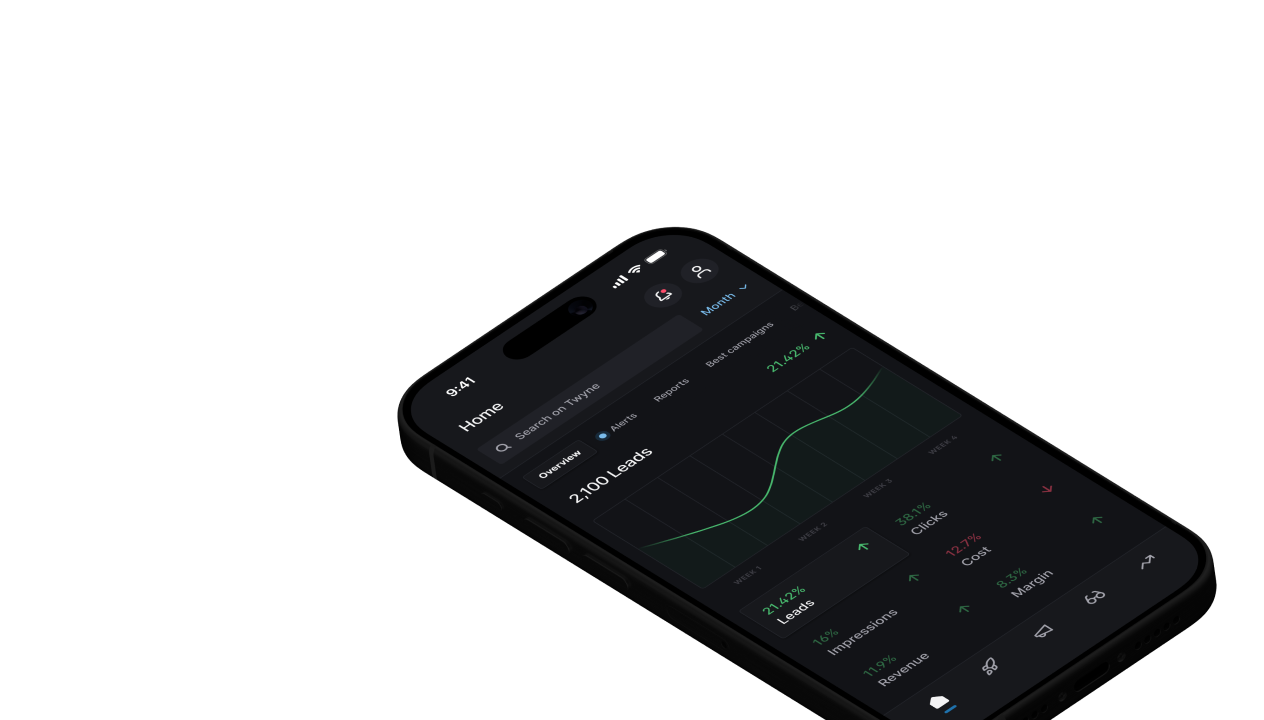 9:41
Home
Search on Twyne
Month
Overview
Alerts
Reports
Best campaigns
2,100 Leads
21.42%
WEEK 1
WEEK 2
WEEK 3
WEEK 4
21.42%
Leads
38.1%
Clicks
16%
Impressions
12.7%
Cost
11.9%
Revenue
8.3%
Margin